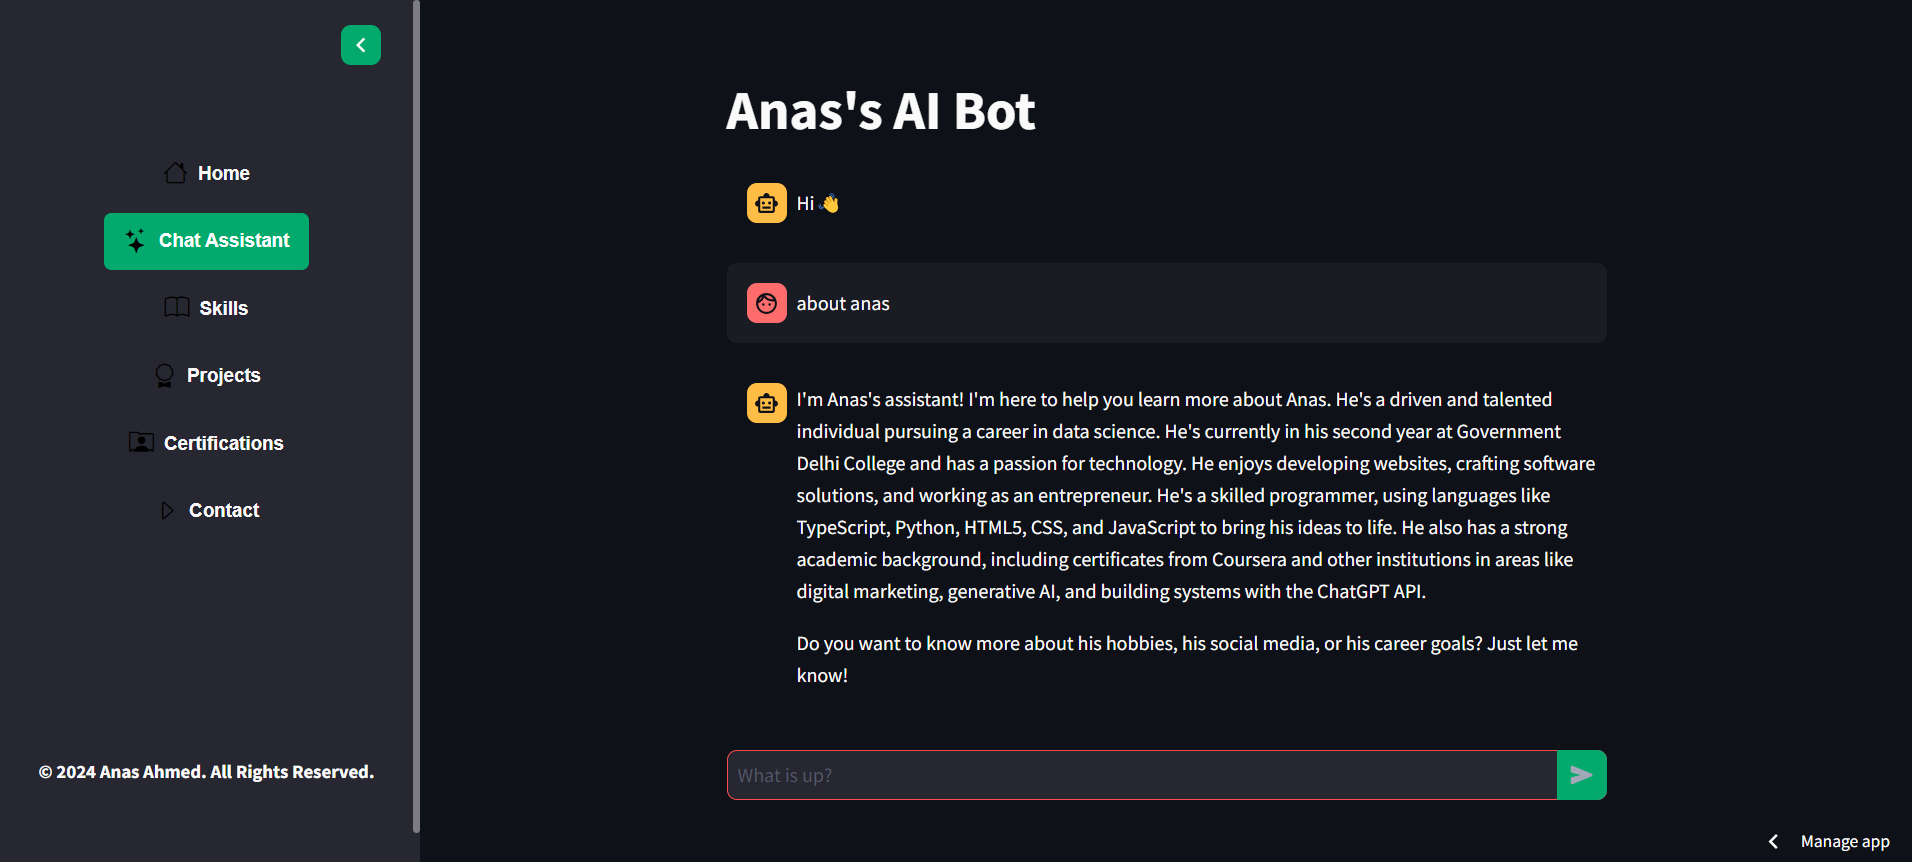 Home
Chat Assistant
Skills
Projects
Certifications
Contact
© 2024 Anas Ahmed. All Rights Reserved.
Anas's AI Bot
Hi 👋
about anas
I'm Anas's assistant! I'm here to help you learn more about Anas. He's a driven and talented
individual pursuing a career in data science. He's currently in his second year at Government
Delhi College and has a passion for technology. He enjoys developing websites, crafting software
solutions, and working as an entrepreneur. He's a skilled programmer, using languages like
TypeScript, Python, HTML5, CSS, and JavaScript to bring his ideas to life. He also has a strong
academic background, including certificates from Coursera and other institutions in areas like
digital marketing, generative AI, and building systems with the ChatGPT API.
Do you want to know more about his hobbies, his social media, or his career goals? Just let me
know!
What is up?
Manage app